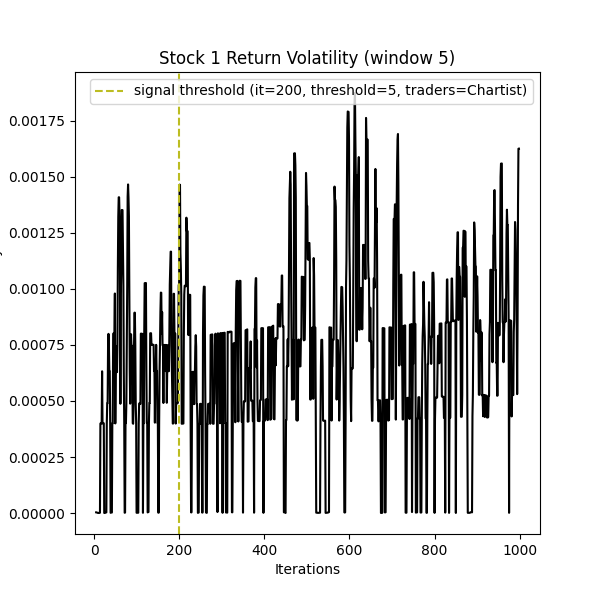 Stock 1 Return Volatility (window 5)
signal threshold (it=200, threshold=5, traders=Chartist)
0.00175
0.00150
0.00125
0.00100
0.00075
0.00050
0.00025
0.00000
0 200 400 600 800 1000
Iterations